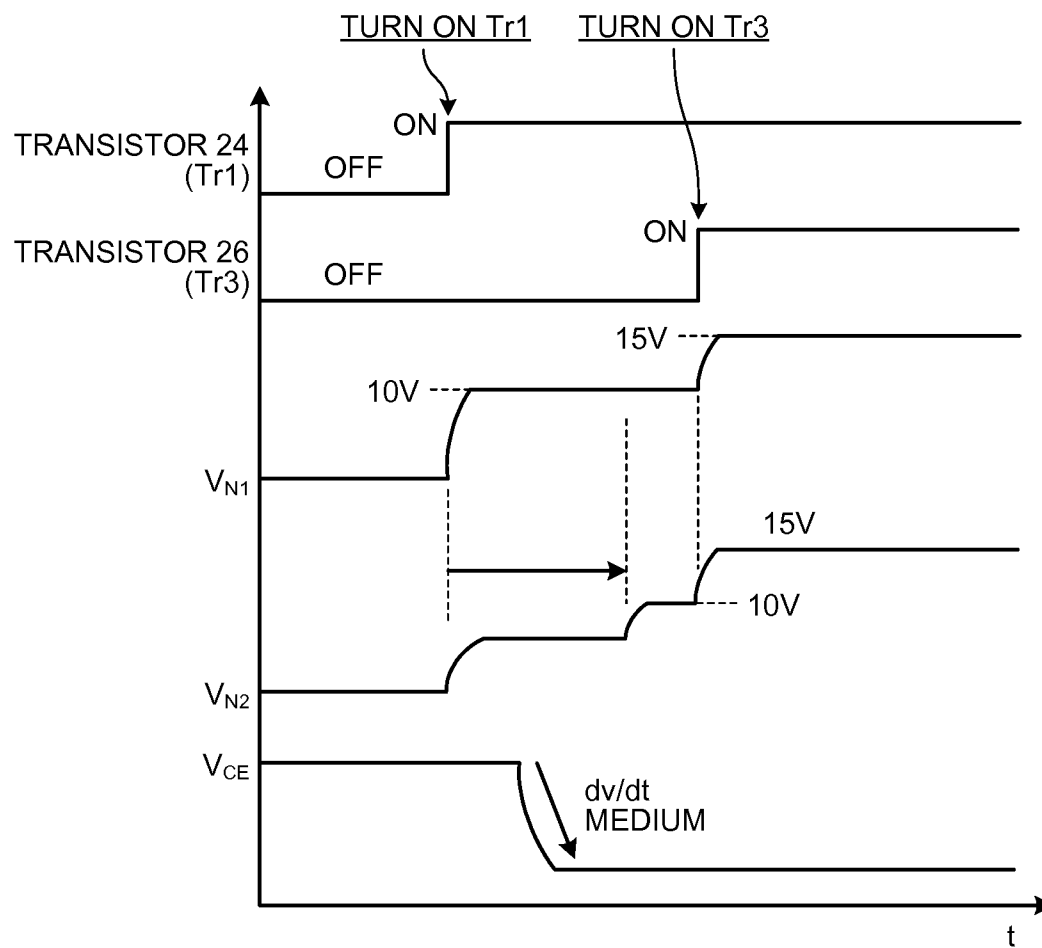 TURN ON Tr1
TURN ON Tr3
TRANSISTOR 24
(Tr1)
OFF
ON
TRANSISTOR 26
(Tr3)
OFF
ON
15V
10V
VN1
15V
10V
VN2
VCE
dv/dt
MEDIUM
t